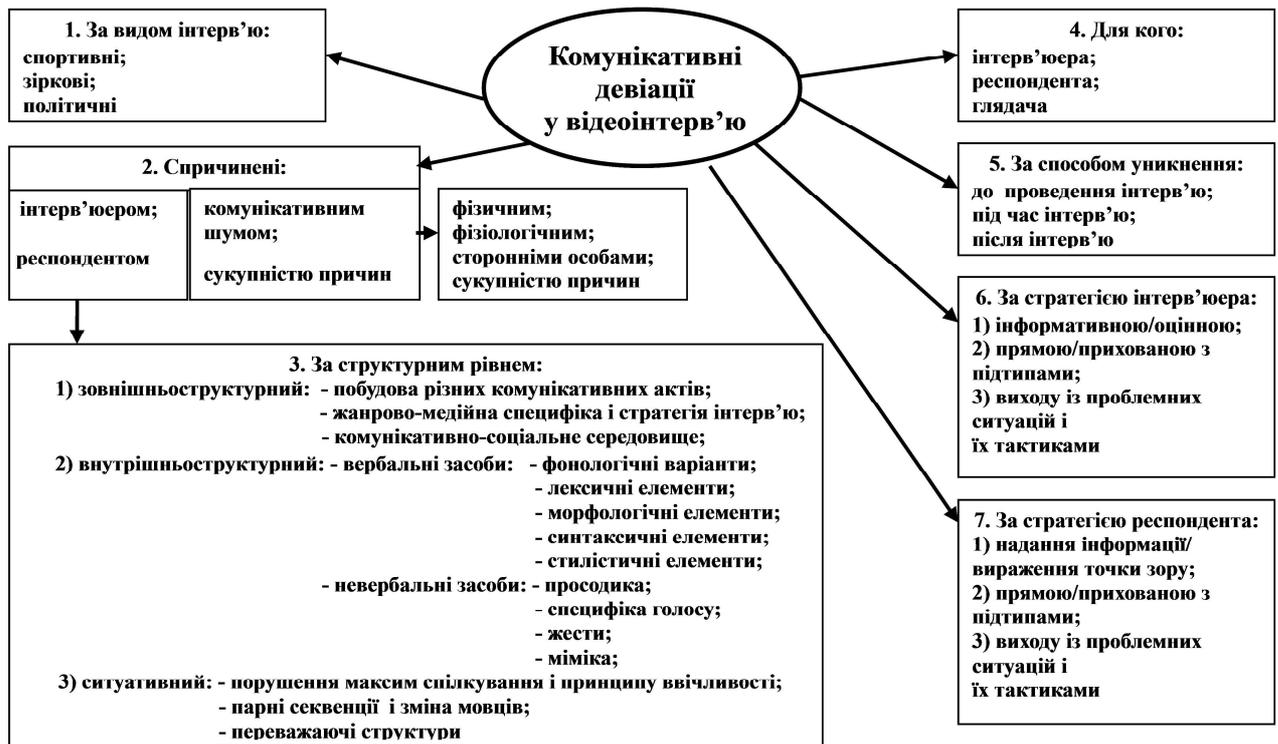 Комунікативні
девіації
у відеоінтерв’ю
1. За видом інтерв’ю:
спортивні;
зіркові;
політичні
2. Спричинені:
інтерв’юером;
респондентом
комунікативним
шумом;
сукупністю причин
фізичним;
фізіологічним;
сторонніми особами;
сукупністю причин
3. За структурним рівнем:
1) зовнішньоструктурний: - побудова різних комунікативних актів;
- жанрово-медійна специфіка і стратегія інтерв’ю;
- комунікативно-соціальне середовище;
2) внутрішньоструктурний: - вербальні засоби: - фонологічні варіанти;
- лексичні елементи;
- морфологічні елементи;
- синтаксичні елементи;
- стилістичні елементи;
- невербальні засоби: - просодика;
- специфіка голосу;
- жести;
- міміка;
3) ситуативний: - порушення максим спілкування і принципу ввічливості;
- парні секвенції і зміна мовців;
- переважаючі структури
4. Для кого:
інтерв’юера;
респондента;
глядача
5. За способом уникнення:
до проведення інтерв’ю;
під час інтерв’ю;
після інтерв’ю
6. За стратегією інтерв’юера:
1) інформативною/оцінною;
2) прямою/прихованою з
підтипами;
3) виходу із проблемних
ситуацій і
їх тактиками
7. За стратегією респондента:
1) надання інформації/
вираження точки зору;
2) прямою/прихованою з
підтипами;
3) виходу із проблемних
ситуацій і
їх тактиками